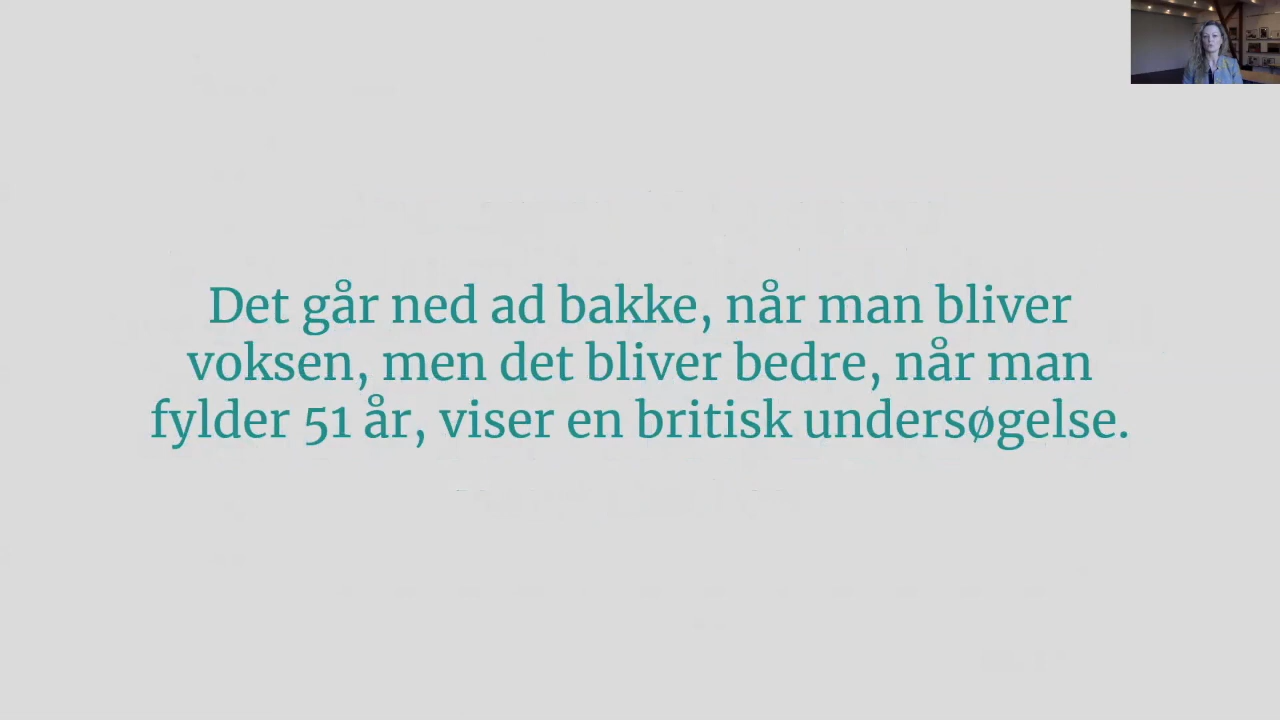 Det går ned ad bakke, når man bliver
voksen, men det bliver bedre, når man
fylder 51 år, viser en britisk undersøgelse.